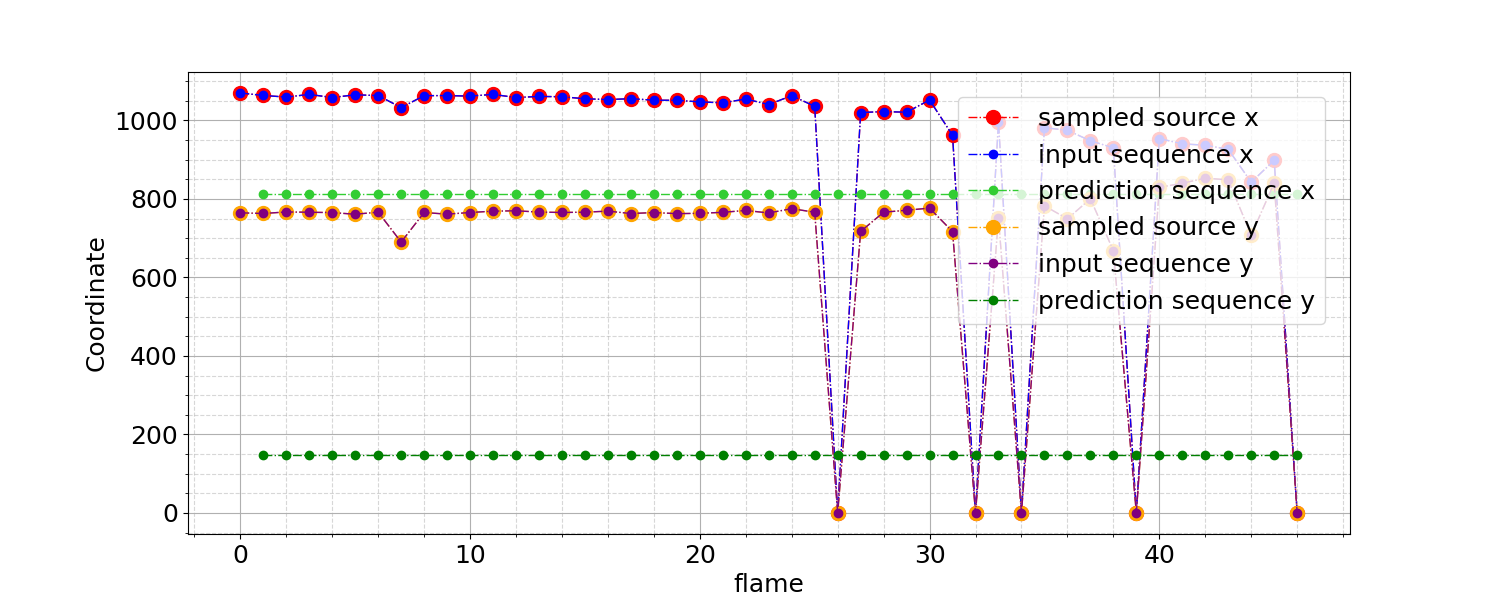 1000
800
600
400
200
0
Coordinate
sampled source x
input sequence x
prediction sequence x
sampled source y
input sequence y
prediction sequence y
0 10 20 30 40
flame